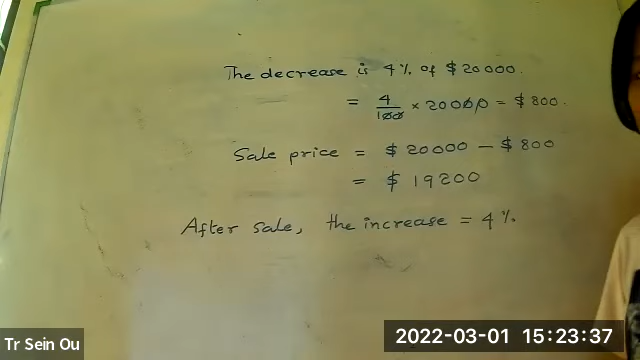 The decrease is 4% of $20000.
= 4/100 × 20000 = $800.
Sale price = $20000 - $800
= $19200
After sale, the increase = 4%.
Tr Sein Ou
2022-03-01 15:23:37